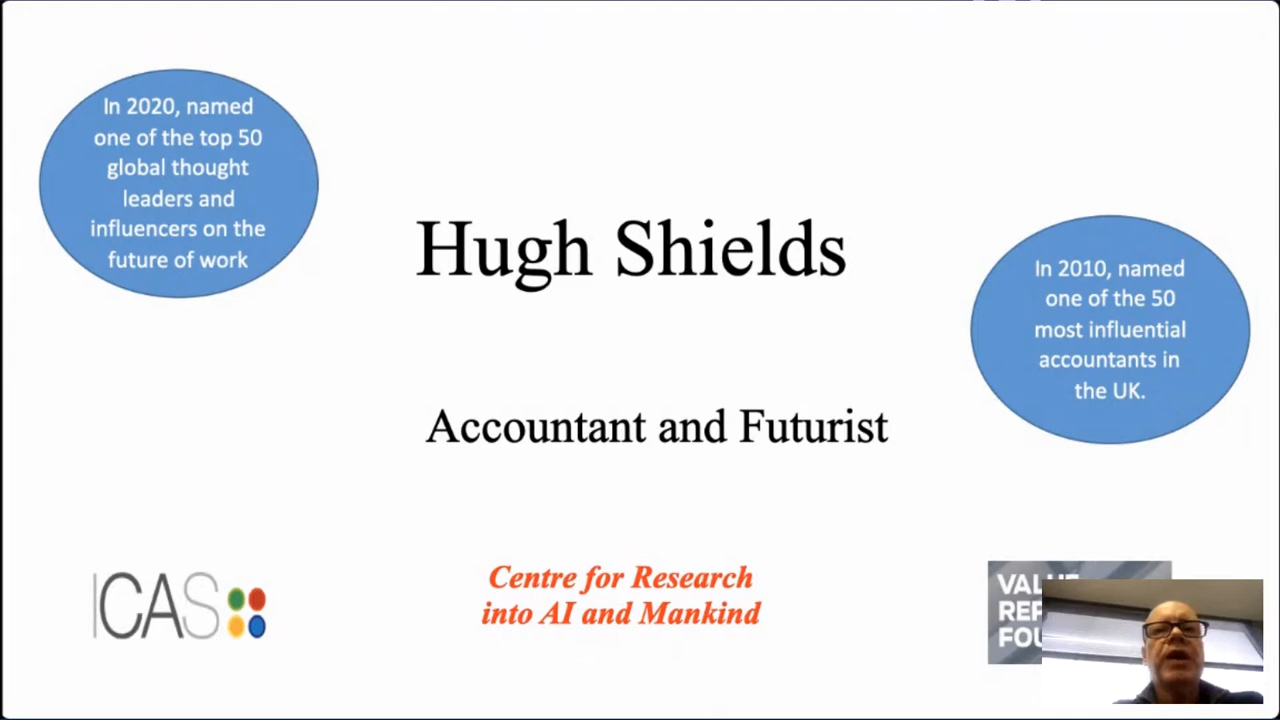 In 2020, named
one of the top 50
global thought
leaders and
influencers on the
future of work
Hugh Shields
In 2010, named
one of the 50
most influential
accountants in
the UK.
Accountant and Futurist
ICAS
Centre for Research
into AI and Mankind